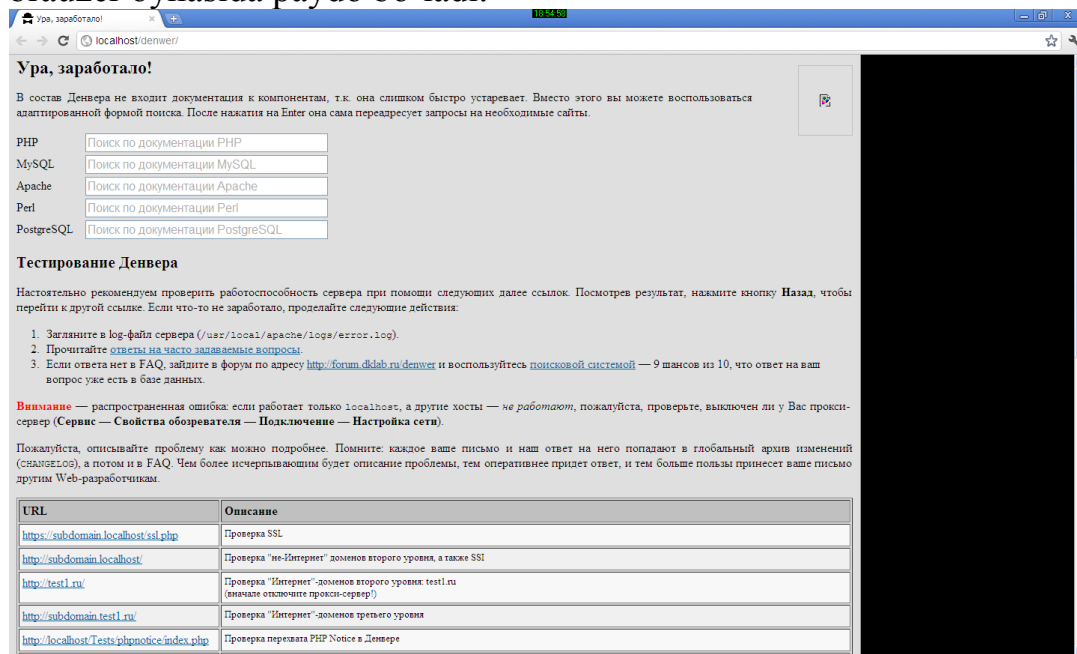 brauzer oynasida paydo bo‘ladi.
Ура, заработало!
18:54:58
localhost/denwer/
Ура, заработало!
В состав Денвера не входит документация к компонентам, т.к. она слишком быстро устаревает. Вместо этого вы можете воспользоваться
адаптированной формой поиска. После нажатия на Enter она сама переадресует запросы на необходимые сайты.
PHP Поиск по документации PHP
MySQL Поиск по документации MySQL
Apache Поиск по документации Apache
Perl Поиск по документации Perl
PostgreSQL Поиск по документации PostgreSQL
Тестирование Денвера
Настоятельно рекомендуем проверить работоспособность сервера при помощи следующих далее ссылок. Посмотрев результат, нажмите кнопку Назад, чтобы
перейти к другой ссылке. Если что-то не заработало, проделайте следующие действия:
1. Загляните в log-файл сервера (/usr/local/apache/logs/error.log).
2. Прочитайте ответы на часто задаваемые вопросы.
3. Если ответа нет в FAQ, зайдите в форум по адресу http://forum.dklab.ru/denwer и воспользуйтесь поисковой системой — 9 шансов из 10, что ответ на ваш
вопрос уже есть в базе данных.
Внимание — распространенная ошибка: если работает только localhost, а другие хосты — не работают, пожалуйста, проверьте, выключен ли у Вас прокси-
сервер (Сервис — Свойства обозревателя — Подключение — Настройка сети).
Пожалуйста, описывайте проблему как можно подробнее. Помните: каждое ваше письмо и наш ответ на него попадают в глобальный архив изменений
(CHANGELOG), а потом и в FAQ. Чем более исчерпывающим будет описание проблемы, тем оперативнее придет ответ, и тем больше пользы принесет ваше письмо
другим Web-разработчикам.
URL Описание
https://subdomain.localhost/ssl.php Проверка SSL
http://subdomain.localhost/ Проверка "не-Интернет" доменов второго уровня, а также SSI
http://test1.ru/ Проверка "Интернет"-доменов второго уровня: test1.ru
(вначале отключите прокси-сервер!)
http://subdomain.test1.ru/ Проверка "Интернет"-доменов третьего уровня
http://localhost/Tests/phpnotice/index.php Проверка перехвата PHP Notice в Денвере